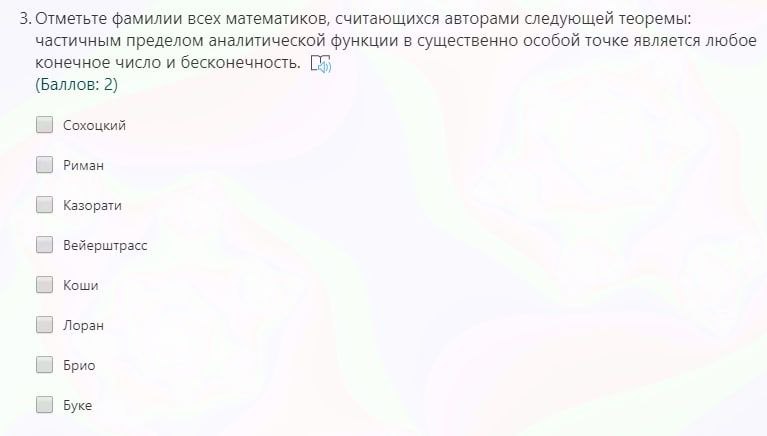 3. Отметьте фамилии всех математиков, считающихся авторами следующей теоремы:
частичным пределом аналитической функции в существенно особой точке является любое
конечное число и бесконечность.
(Баллов: 2)
Сохоцкий
Риман
Казорати
Вейерштрасс
Коши
Лоран
Брио
Буке